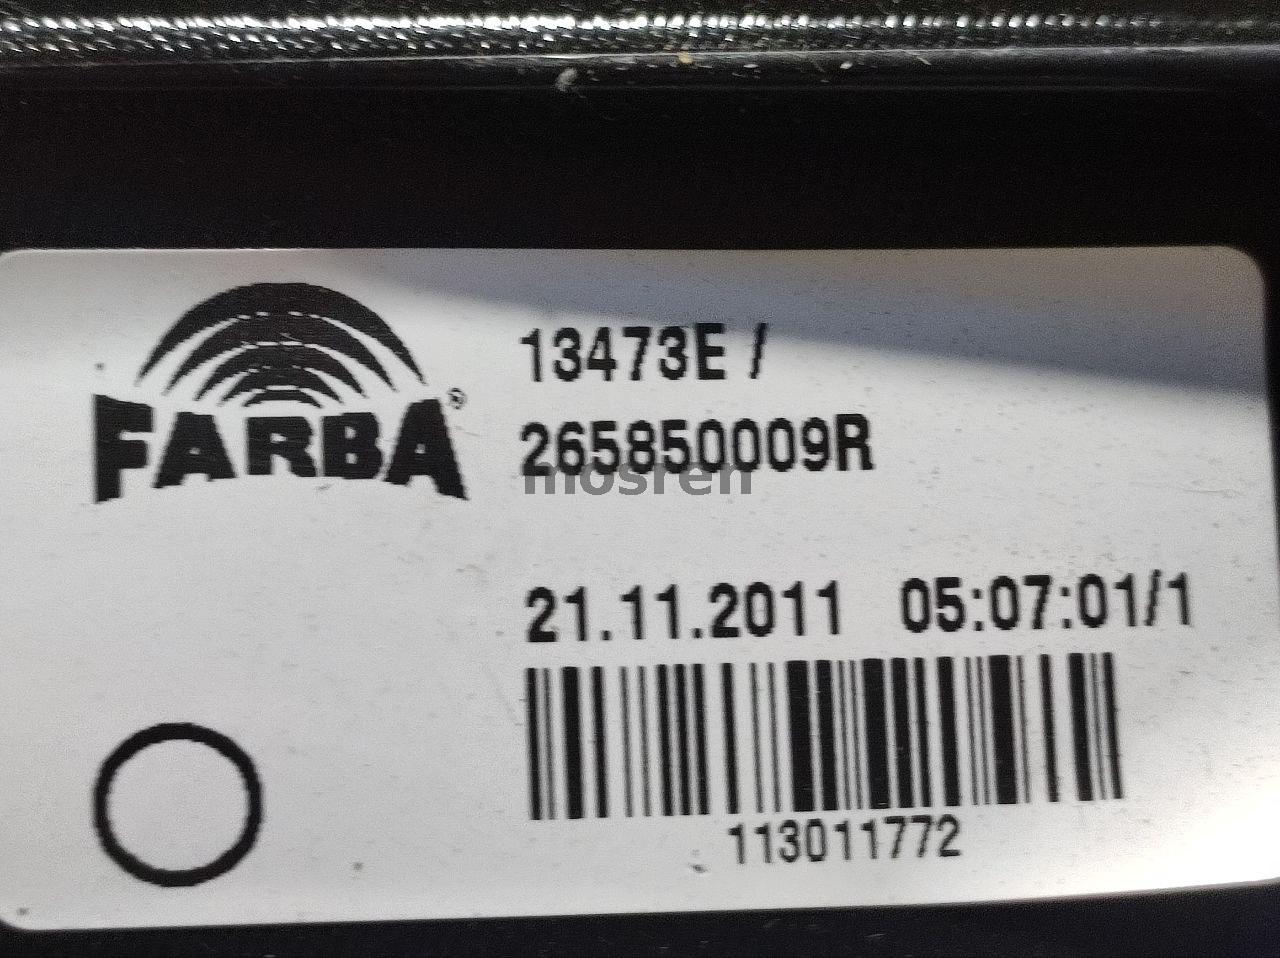 FARBA®
13473E /
265850009R
mosren
21.11.2011 05:07:01/1
113011772